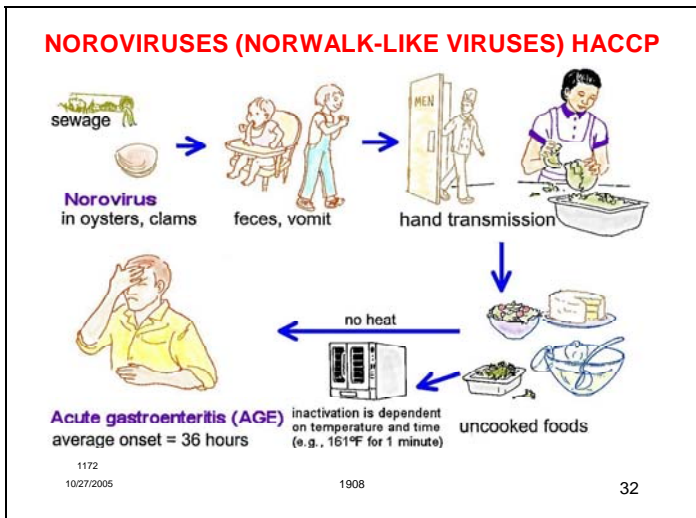 NOROVIRUSES (NORWALK-LIKE VIRUSES) HACCP
sewage
Norovirus
in oysters, clams
feces, vomit
MEN
hand transmission
no heat
Acute gastroenteritis (AGE)
average onset = 36 hours
inactivation is dependent
on temperature and time
(e.g., 161ºF for 1 minute)
uncooked foods
1172
10/27/2005
1908
32